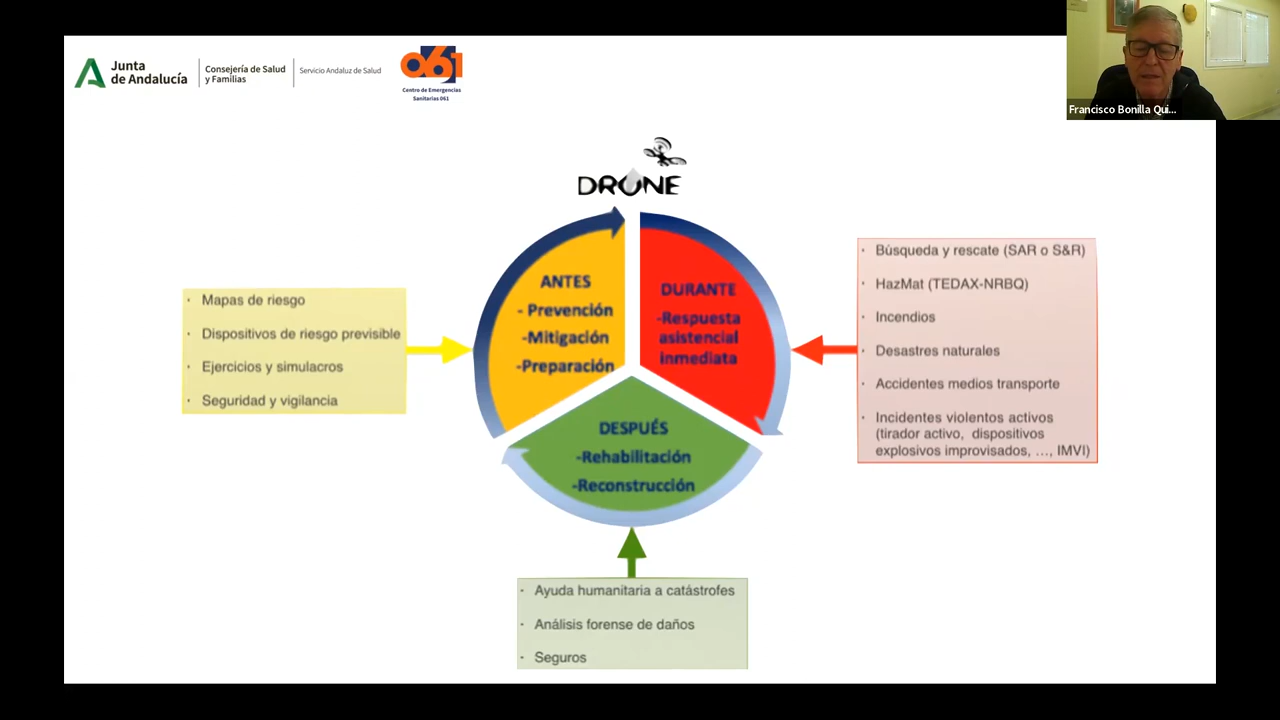 Junta
de Andalucía
Consejería de Salud
y Familias
Servicio Andaluz de Salud
061
Centro de Emergencias
Sanitarias 061
Francisco Bonilla Qui...
DRONE
ANTES
- Prevención
-Mitigación
-Preparación
DURANTE
-Respuesta
asistencial
inmediata
DESPUÉS
-Rehabilitación
-Reconstrucción
· Mapas de riesgo
· Dispositivos de riesgo previsible
· Ejercicios y simulacros
· Seguridad y vigilancia
· Búsqueda y rescate (SAR o S&R)
· HazMat (TEDAX-NRBQ)
· Incendios
· Desastres naturales
· Accidentes medios transporte
· Incidentes violentos activos
(tirador activo, dispositivos
explosivos improvisados, ..., IMVI)
· Ayuda humanitaria a catástrofes
· Análisis forense de daños
· Seguros